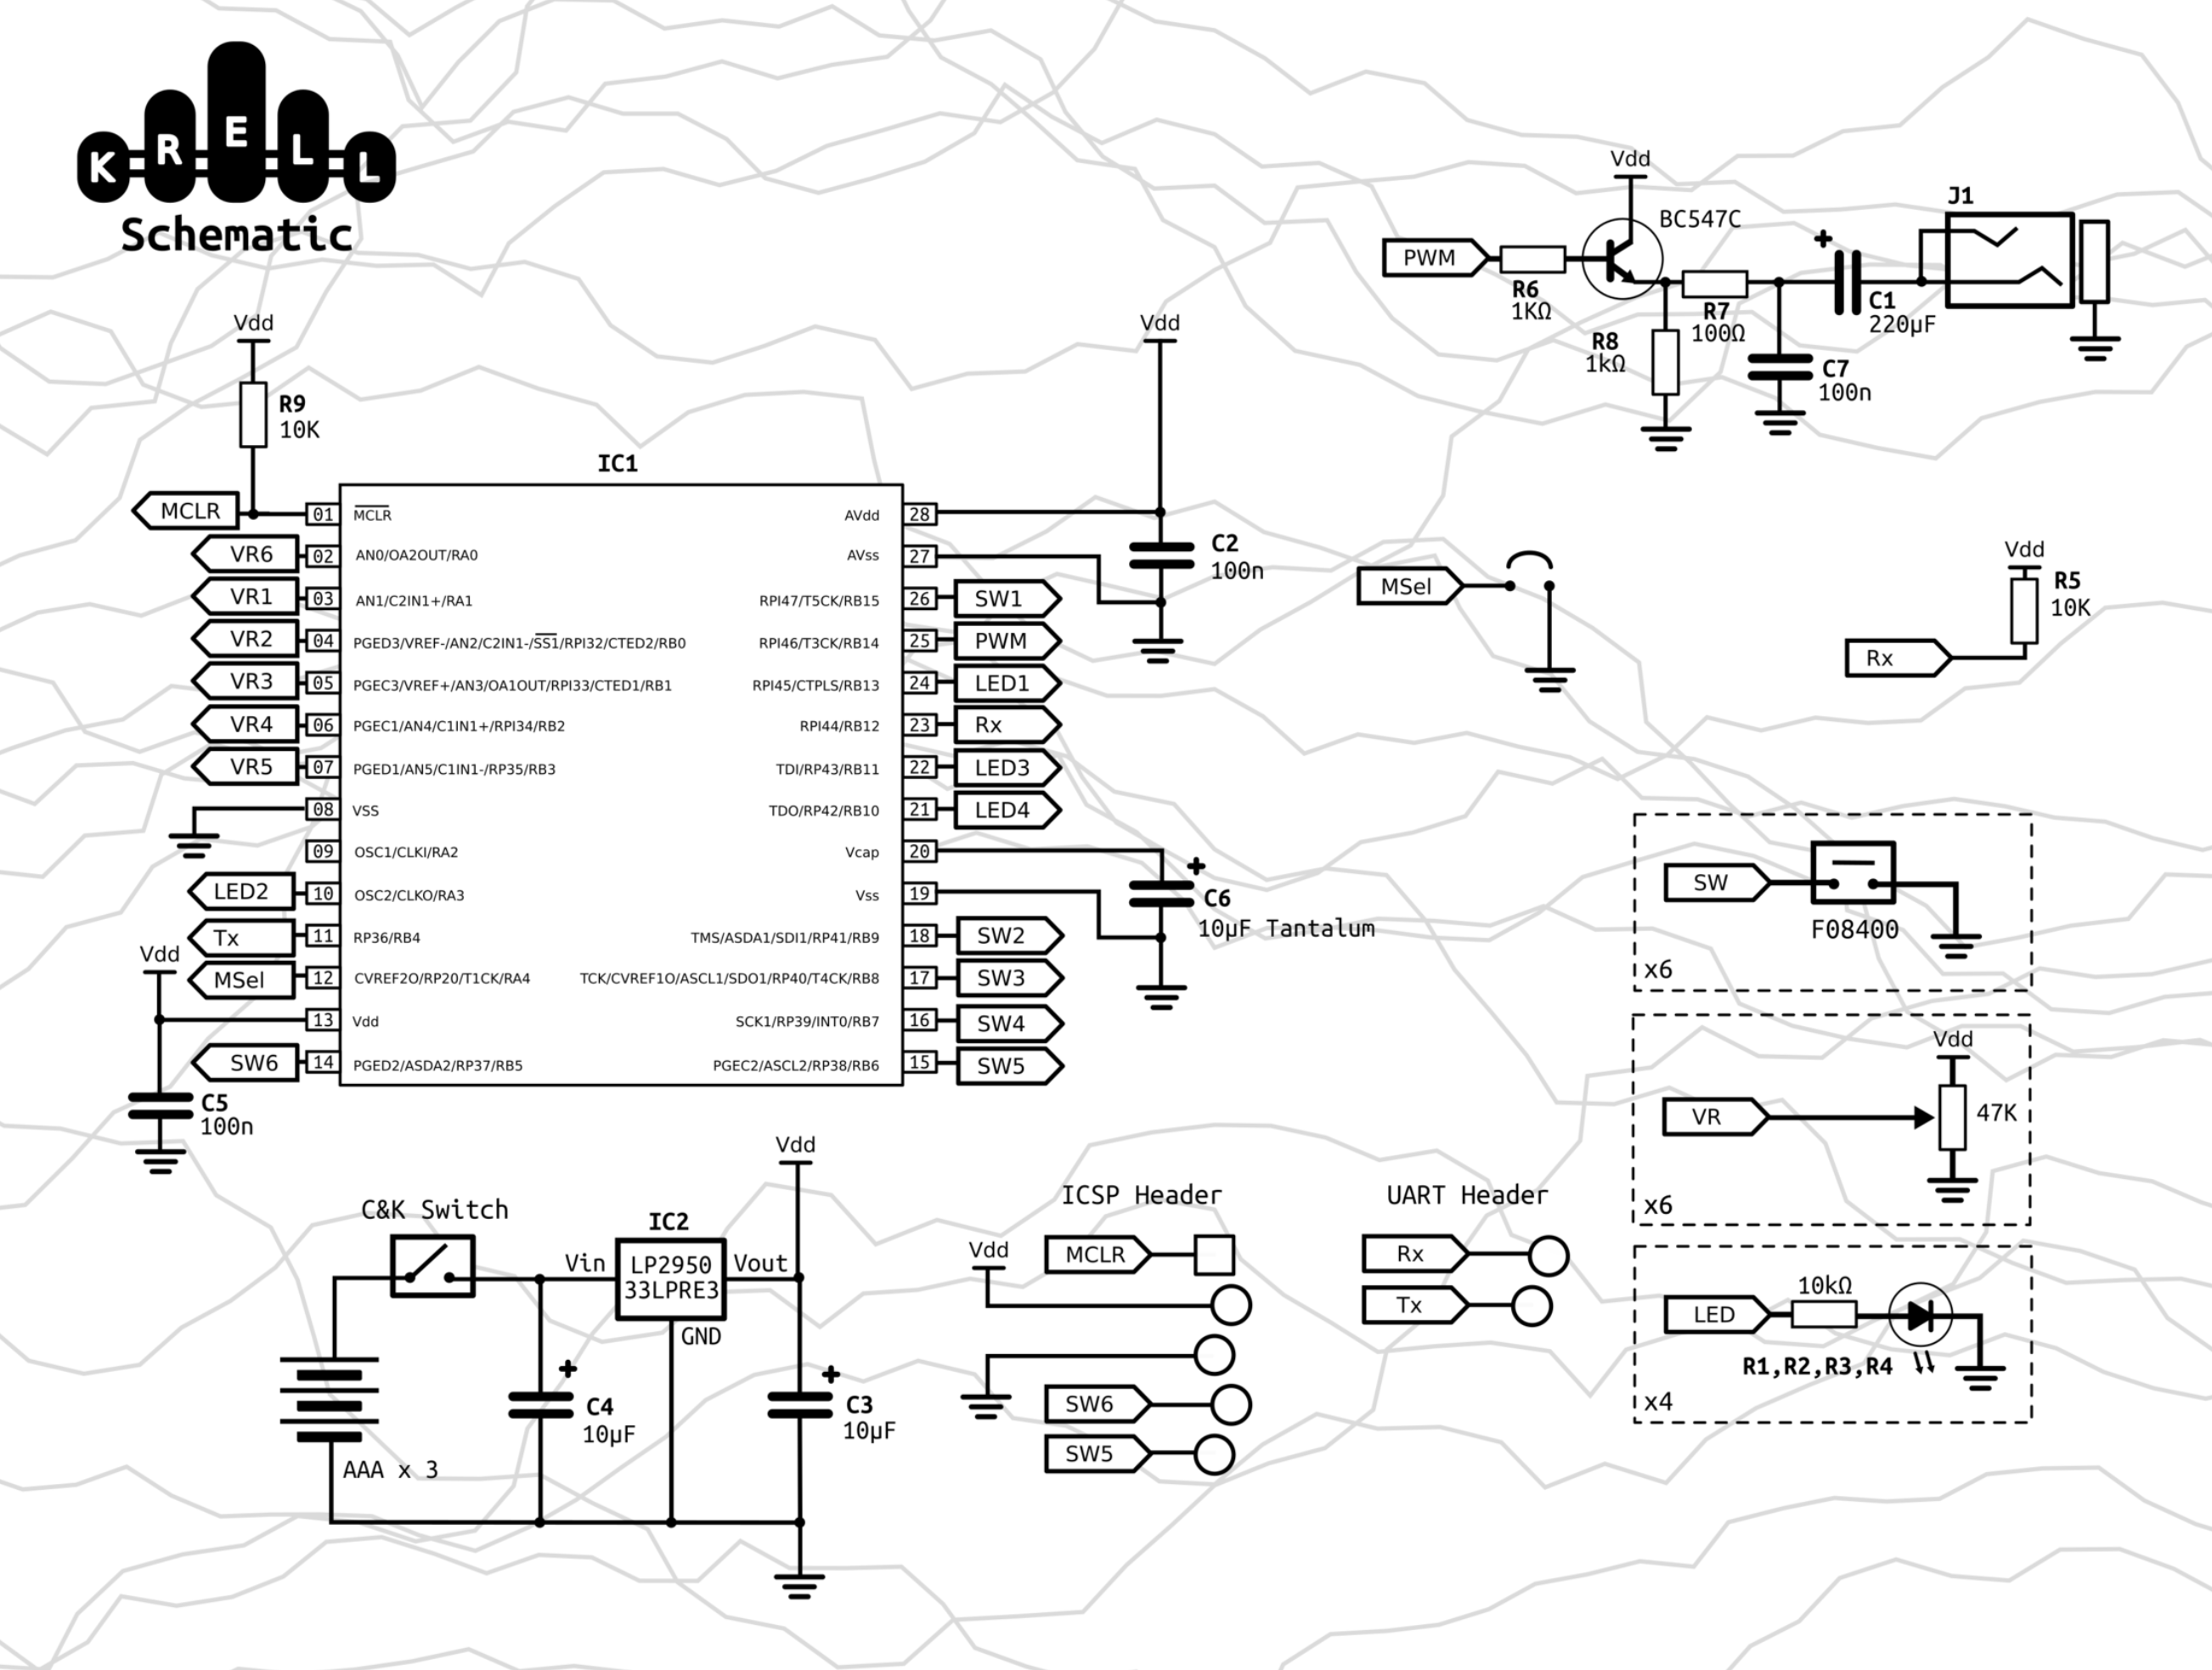 KRELL
Schematic
Vdd
R9
10K
MCLR
VR6
VR1
VR2
VR3
VR4
VR5
LED2
Tx
MSel
Vdd
SW6
C5
100n
IC1
01 MCLR
02 AN0/OA2OUT/RA0
03 AN1/C2IN1+/RA1
04 PGED3/VREF-/AN2/C2IN1-/SS1/RPI32/CTED2/RB0
05 PGEC3/VREF+/AN3/OA1OUT/RPI33/CTED1/RB1
06 PGEC1/AN4/C1IN1+/RPI34/RB2
07 PGED1/AN5/C1IN1-/RP35/RB3
08 VSS
09 OSC1/CLKI/RA2
10 OSC2/CLKO/RA3
11 RP36/RB4
12 CVREF2O/RP20/T1CK/RA4
13 Vdd
14 PGED2/ASDA2/RP37/RB5
AVdd 28
AVss 27
RPI47/T5CK/RB15 26
RPI46/T3CK/RB14 25
RPI45/CTPLS/RB13 24
RPI44/RB12 23
TDI/RP43/RB11 22
TDO/RP42/RB10 21
Vcap 20
Vss 19
TMS/ASDA1/SDI1/RP41/RB9 18
TCK/CVREF1O/ASCL1/SDO1/RP40/T4CK/RB8 17
SCK1/RP39/INT0/RB7 16
PGEC2/ASCL2/RP38/RB6 15
SW1
PWM
LED1
Rx
LED3
LED4
SW2
SW3
SW4
SW5
Vdd
C2
100n
+
C6
10µF Tantalum
Vdd
PWM
R6
1KΩ
BC547C
R8
1kΩ
R7
100Ω
C7
100n
+
C1
220µF
J1
MSel
Vdd
R5
10K
Rx
SW
F08400
x6
Vdd
VR
47K
x6
LED
10kΩ
R1,R2,R3,R4
x4
C&K Switch
Vin
IC2
LP2950
33LPRE3
Vout
GND
Vdd
+
C4
10µF
+
C3
10µF
AAA x 3
ICSP Header
Vdd
MCLR
SW6
SW5
UART Header
Rx
Tx